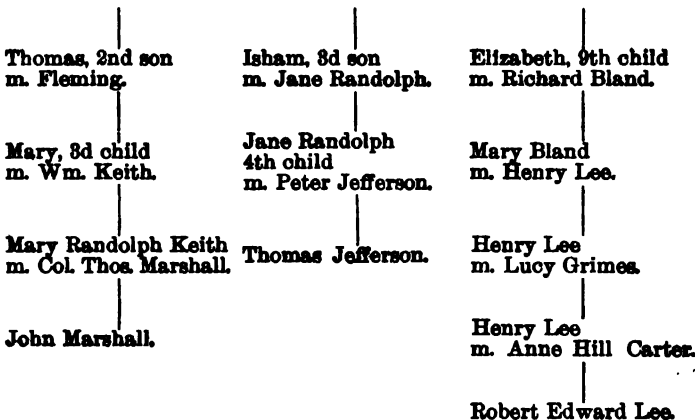 Thomas, 2nd son
m. Fleming.
Mary, 3d child
m. Wm. Keith.
Mary Randolph Keith
m. Col. Thos. Marshall.
John Marshall.
Isham, 3d son
m. Jane Randolph.
Jane Randolph
4th child
m. Peter Jefferson.
Thomas Jefferson.
Elizabeth, 9th child
m. Richard Bland.
Mary Bland
m. Henry Lee.
Henry Lee
m. Lucy Grimes.
Henry Lee
m. Anne Hill Carter.
Robert Edward Lee.